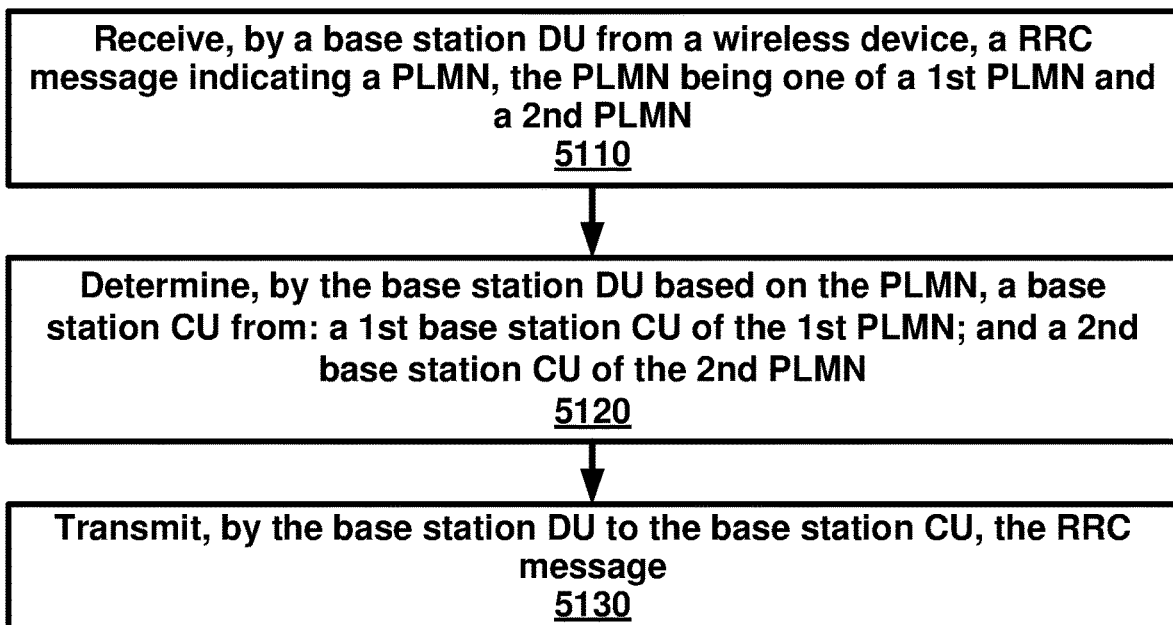 Receive, by a base station DU from a wireless device, a RRC
message indicating a PLMN, the PLMN being one of a 1st PLMN and
a 2nd PLMN
5110
Determine, by the base station DU based on the PLMN, a base
station CU from: a 1st base station CU of the 1st PLMN; and a 2nd
base station CU of the 2nd PLMN
5120
Transmit, by the base station DU to the base station CU, the RRC
message
5130